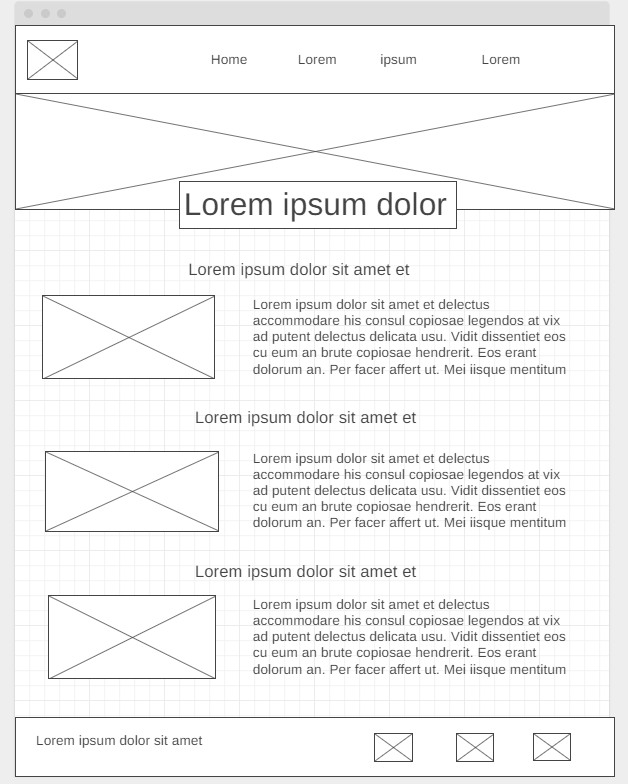 Home Lorem ipsum Lorem
Lorem ipsum dolor
Lorem ipsum dolor sit amet et
Lorem ipsum dolor sit amet et delectus
accommodare his consul copiosae legendos at vix
ad putent delectus delicata usu. Vidit dissentiet eos
cu eum an brute copiosae hendrerit. Eos erant
dolorum an. Per facer affert ut. Mei iisque mentitum
Lorem ipsum dolor sit amet et
Lorem ipsum dolor sit amet et delectus
accommodare his consul copiosae legendos at vix
ad putent delectus delicata usu. Vidit dissentiet eos
cu eum an brute copiosae hendrerit. Eos erant
dolorum an. Per facer affert ut. Mei iisque mentitum
Lorem ipsum dolor sit amet et
Lorem ipsum dolor sit amet et delectus
accommodare his consul copiosae legendos at vix
ad putent delectus delicata usu. Vidit dissentiet eos
cu eum an brute copiosae hendrerit. Eos erant
dolorum an. Per facer affert ut. Mei iisque mentitum
Lorem ipsum dolor sit amet